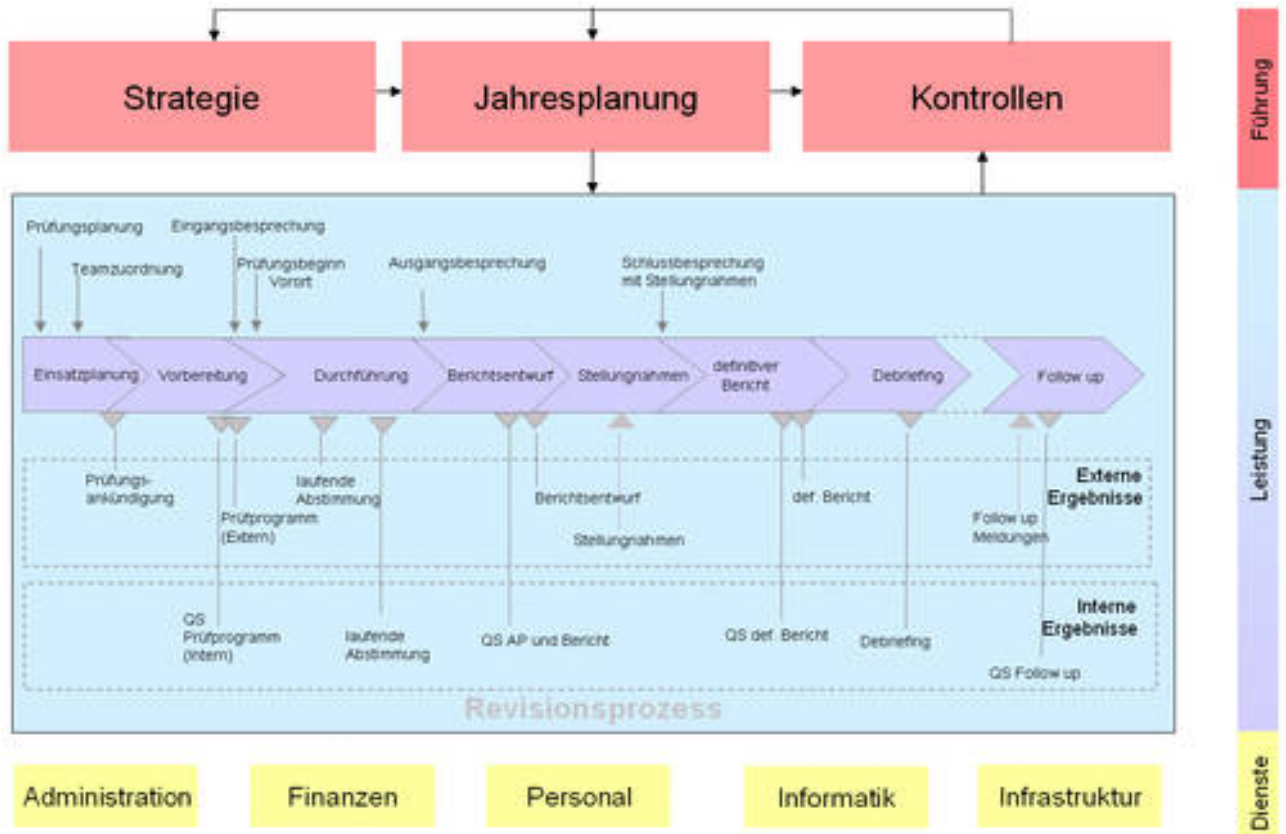 Strategie
Jahresplanung
Kontrollen
Führung
Prüfungsplanung
Eingangsbesprechung
Teamzuordnung
Prüfungsbeginn
Vorort
Ausgangsbesprechung
Schlussbesprechung
mit Stellungnahmen
Einsatzplanung
Vorbereitung
Durchführung
Berichtsentwurf
Stellungnahmen
definitiver
Bericht
Debriefing
Follow up
Leistung
Prüfungs-
ankündigung
Prüfprogramm
(Extern)
laufende
Abstimmung
Berichtsentwurf
Stellungnahmen
def. Bericht
Follow up
Meldungen
Externe
Ergebnisse
QS
Prüfprogramm
(Intern)
laufende
Abstimmung
QS AP und Bericht
QS def. Bericht
Debriefing
QS Follow up
Interne
Ergebnisse
Revisionsprozess
Administration
Finanzen
Personal
Informatik
Infrastruktur
Dienste